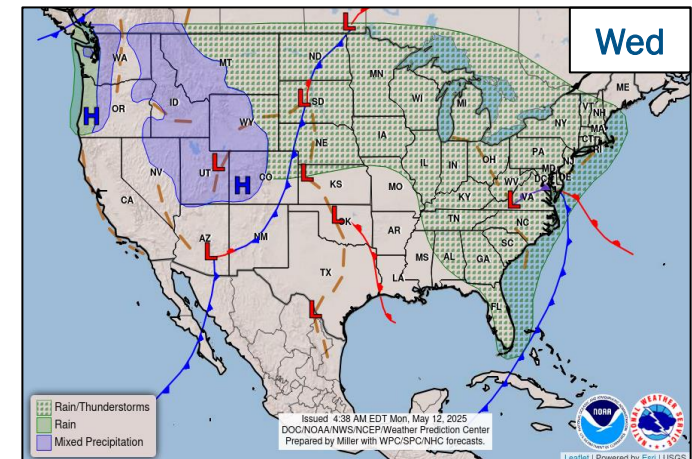 Wed
L
WA
MT
ND
MN
ME
OR
ID
H
SD
L
WI
MI
VT
NH
NY
MA
CT
RI
WY
NE
IA
PA
NJ
NV
UT
L
H
CO
L
IL
IN
OH
MD
DC
DE
WV
VA
L
CA
KS
MO
KY
AZ
L
NM
L
OK
AR
TN
NC
SC
TX
MS
AL
GA
LA
L
FL
Rain/Thunderstorms
Rain
Mixed Precipitation
Issued 4:38 AM EDT Mon, May 12, 2025
DOC/NOAA/NWS/NCEP/Weather Prediction Center
Prepared by Miller with WPC/SPC/NHC forecasts.
NOAA
NATIONAL WEATHER SERVICE
Leaflet | Powered by Esri | USGS